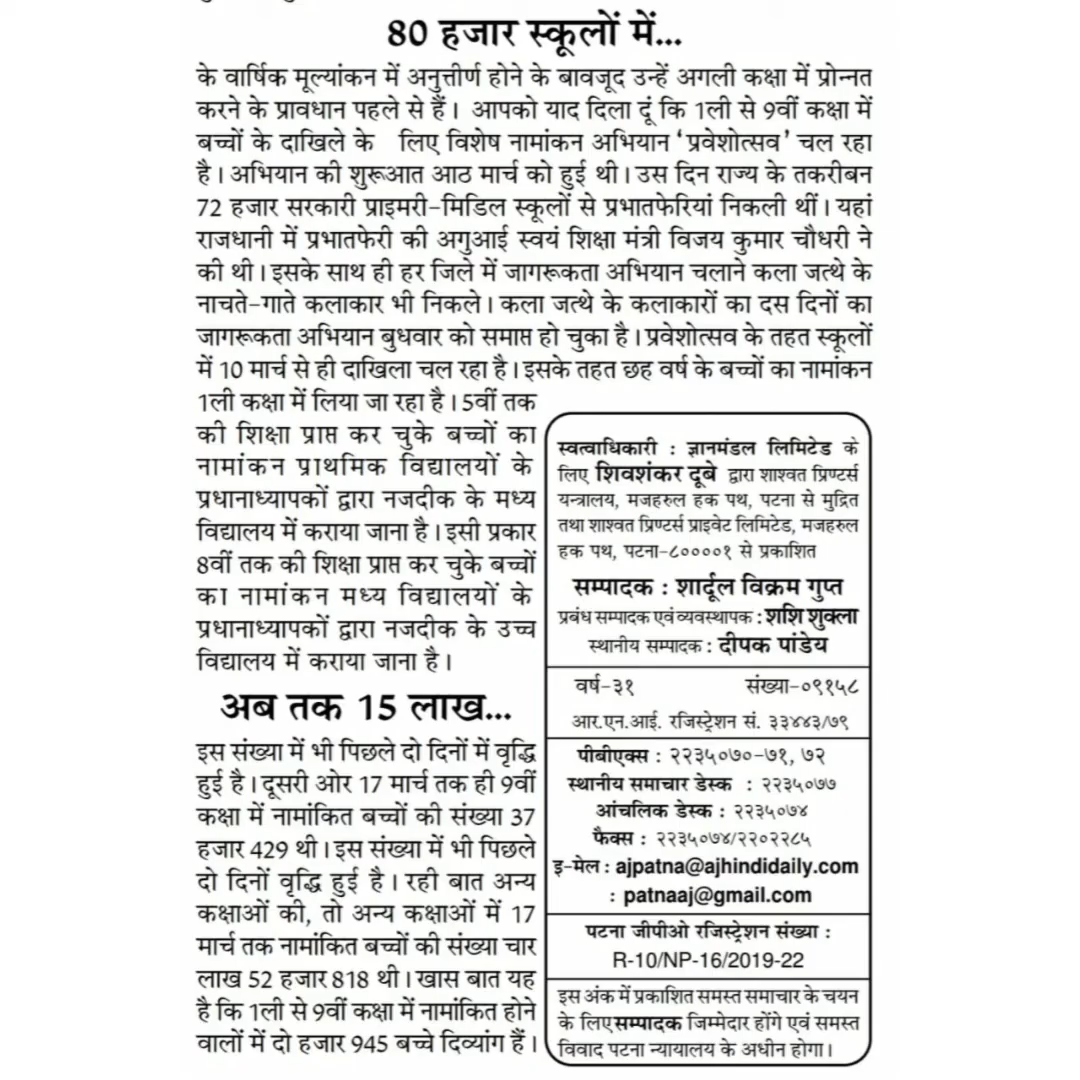 80 हजार स्कूलों में...
के वार्षिक मूल्यांकन में अनुत्तीर्ण होने के बावजूद उन्हें अगली कक्षा में प्रोन्नत
करने के प्रावधान पहले से हैं। आपको याद दिला दूं कि 1ली से 9वीं कक्षा में
बच्चों के दाखिले के लिए विशेष नामांकन अभियान ‘प्रवेशोत्सव’ चल रहा
है। अभियान की शुरूआत आठ मार्च को हुई थी। उस दिन राज्य के तकरीबन
72 हजार सरकारी प्राइमरी-मिडिल स्कूलों से प्रभातफेरियां निकली थीं। यहां
राजधानी में प्रभातफेरी की अगुआई स्वयं शिक्षा मंत्री विजय कुमार चौधरी ने
की थी। इसके साथ ही हर जिले में जागरूकता अभियान चलाने कला जत्थे के
नाचते-गाते कलाकार भी निकले। कला जत्थे के कलाकारों का दस दिनों का
जागरूकता अभियान बुधवार को समाप्त हो चुका है। प्रवेशोत्सव के तहत स्कूलों
में 10 मार्च से ही दाखिला चल रहा है। इसके तहत छह वर्ष के बच्चों का नामांकन
1ली कक्षा में लिया जा रहा है। 5वीं तक
की शिक्षा प्राप्त कर चुके बच्चों का
नामांकन प्राथमिक विद्यालयों के
प्रधानाध्यापकों द्वारा नजदीक के मध्य
विद्यालय में कराया जाना है। इसी प्रकार
8वीं तक की शिक्षा प्राप्त कर चुके बच्चों
का नामांकन मध्य विद्यालयों के
प्रधानाध्यापकों द्वारा नजदीक के उच्च
विद्यालय में कराया जाना है।
अब तक 15 लाख...
इस संख्या में भी पिछले दो दिनों में वृद्धि
हुई है। दूसरी ओर 17 मार्च तक ही 9वीं
कक्षा में नामांकित बच्चों की संख्या 37
हजार 429 थी। इस संख्या में भी पिछले
दो दिनों वृद्धि हुई है। रही बात अन्य
कक्षाओं की, तो अन्य कक्षाओं में 17
मार्च तक नामांकित बच्चों की संख्या चार
लाख 52 हजार 818 थी। खास बात यह
है कि 1ली से 9वीं कक्षा में नामांकित होने
वालों में दो हजार 945 बच्चे दिव्यांग हैं।
स्वत्वाधिकारी : ज्ञानमंडल लिमिटेड के
लिए शिवशंकर दूबे द्वारा शाश्वत प्रिण्टर्स
यन्त्रालय, मजहरुल हक पथ, पटना से मुद्रित
तथा शाश्वत प्रिण्टर्स प्राइवेट लिमिटेड, मजहरुल
हक पथ, पटना-८००००१ से प्रकाशित
सम्पादक : शार्दूल विक्रम गुप्त
प्रबंध सम्पादक एवं व्यवस्थापक : शशि शुक्ला
स्थानीय सम्पादक : दीपक पांडेय
वर्ष-३१ संख्या-०९१५८
आर.एन.आई. रजिस्ट्रेशन सं. ३३४४३/७९
पीबीएक्स : २२३५०७०-७१, ७२
स्थानीय समाचार डेस्क : २२३५०७७
आंचलिक डेस्क : २२३५०७४
फैक्स : २२३५०७४/२२०२२८५
इ-मेल : ajpatna@ajhindidaily.com
: patnaaj@gmail.com
पटना जीपीओ रजिस्ट्रेशन संख्या :
R-10/NP-16/2019-22
इस अंक में प्रकाशित समस्त समाचार के चयन
के लिए सम्पादक जिम्मेदार होंगे एवं समस्त
विवाद पटना न्यायालय के अधीन होगा।